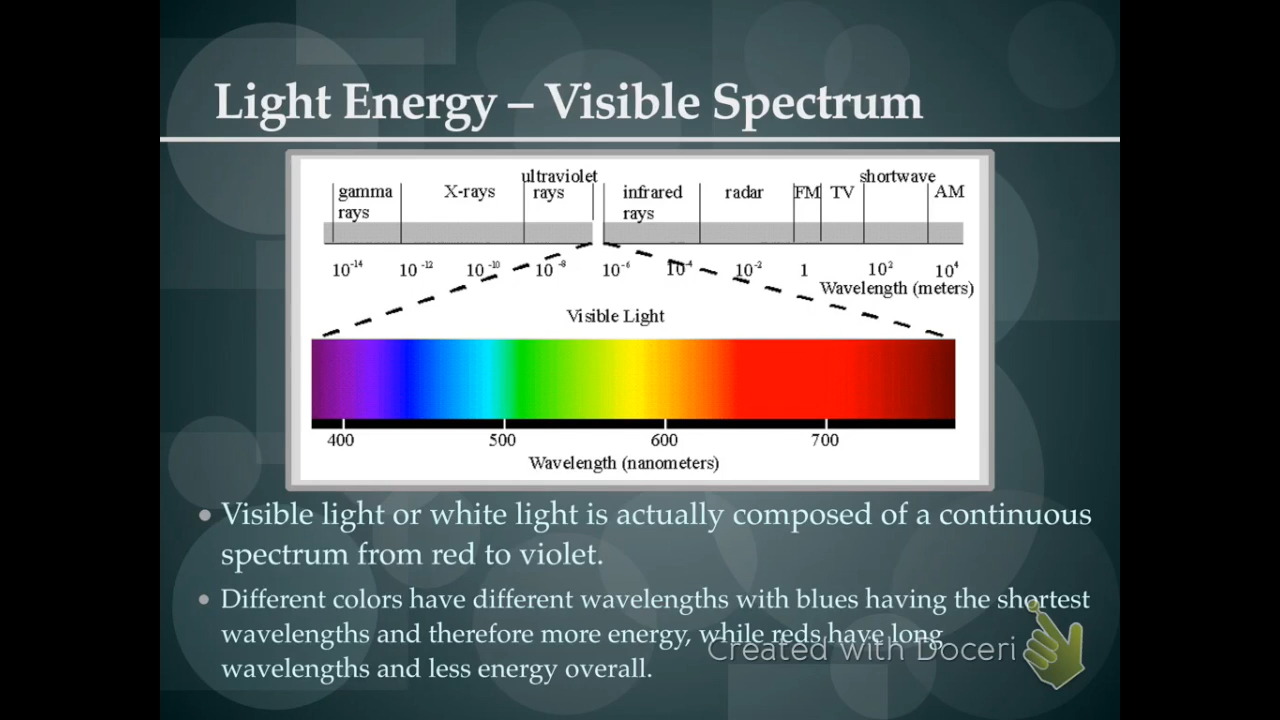 Light Energy – Visible Spectrum
ultraviolet shortwave
gamma X-rays rays infrared radar FM TV AM
rays rays
10⁻¹⁴ 10⁻¹² 10⁻¹⁰ 10⁻⁸ 10⁻⁶ 10⁻⁴ 10⁻² 1 10² 10⁴
Wavelength (meters)
Visible Light
400 500 600 700
Wavelength (nanometers)
• Visible light or white light is actually composed of a continuous
spectrum from red to violet.
• Different colors have different wavelengths with blues having the shortest
wavelengths and therefore more energy, while reds have long
wavelengths and less energy overall.
Created with Doceri